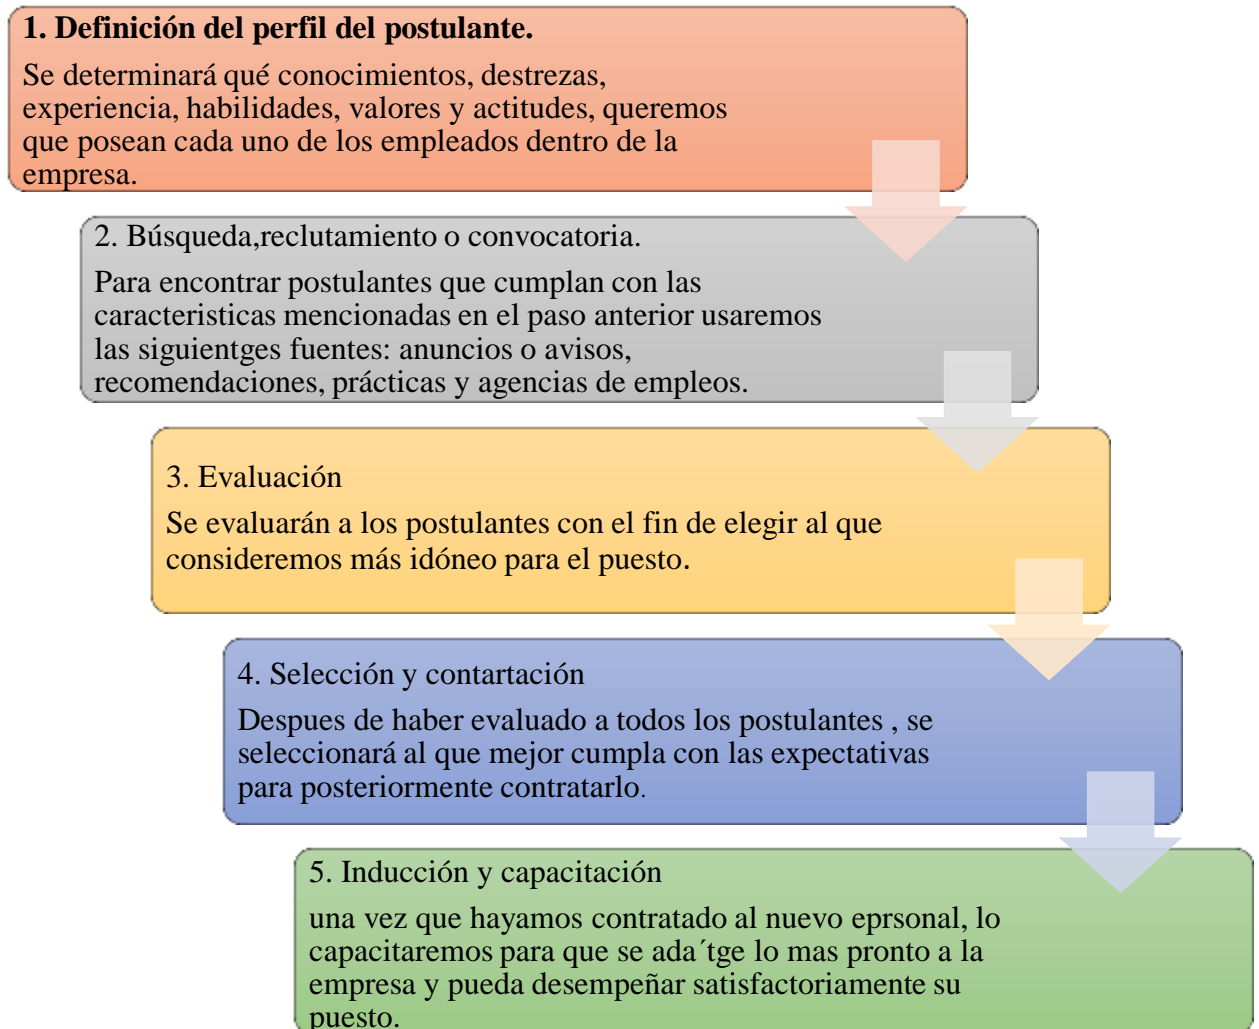 1. Definición del perfil del postulante.
Se determinará qué conocimientos, destrezas,
experiencia, habilidades, valores y actitudes, queremos
que posean cada uno de los empleados dentro de la
empresa.
2. Búsqueda,reclutamiento o convocatoria.
Para encontrar postulantes que cumplan con las
caracteristicas mencionadas en el paso anterior usaremos
las siguientges fuentes: anuncios o avisos,
recomendaciones, prácticas y agencias de empleos.
3. Evaluación
Se evaluarán a los postulantes con el fin de elegir al que
consideremos más idóneo para el puesto.
4. Selección y contartación
Despues de haber evaluado a todos los postulantes , se
seleccionará al que mejor cumpla con las expectativas
para posteriormente contratarlo.
5. Inducción y capacitación
una vez que hayamos contratado al nuevo eprsonal, lo
capacitaremos para que se ada´tge lo mas pronto a la
empresa y pueda desempeñar satisfactoriamente su
puesto.